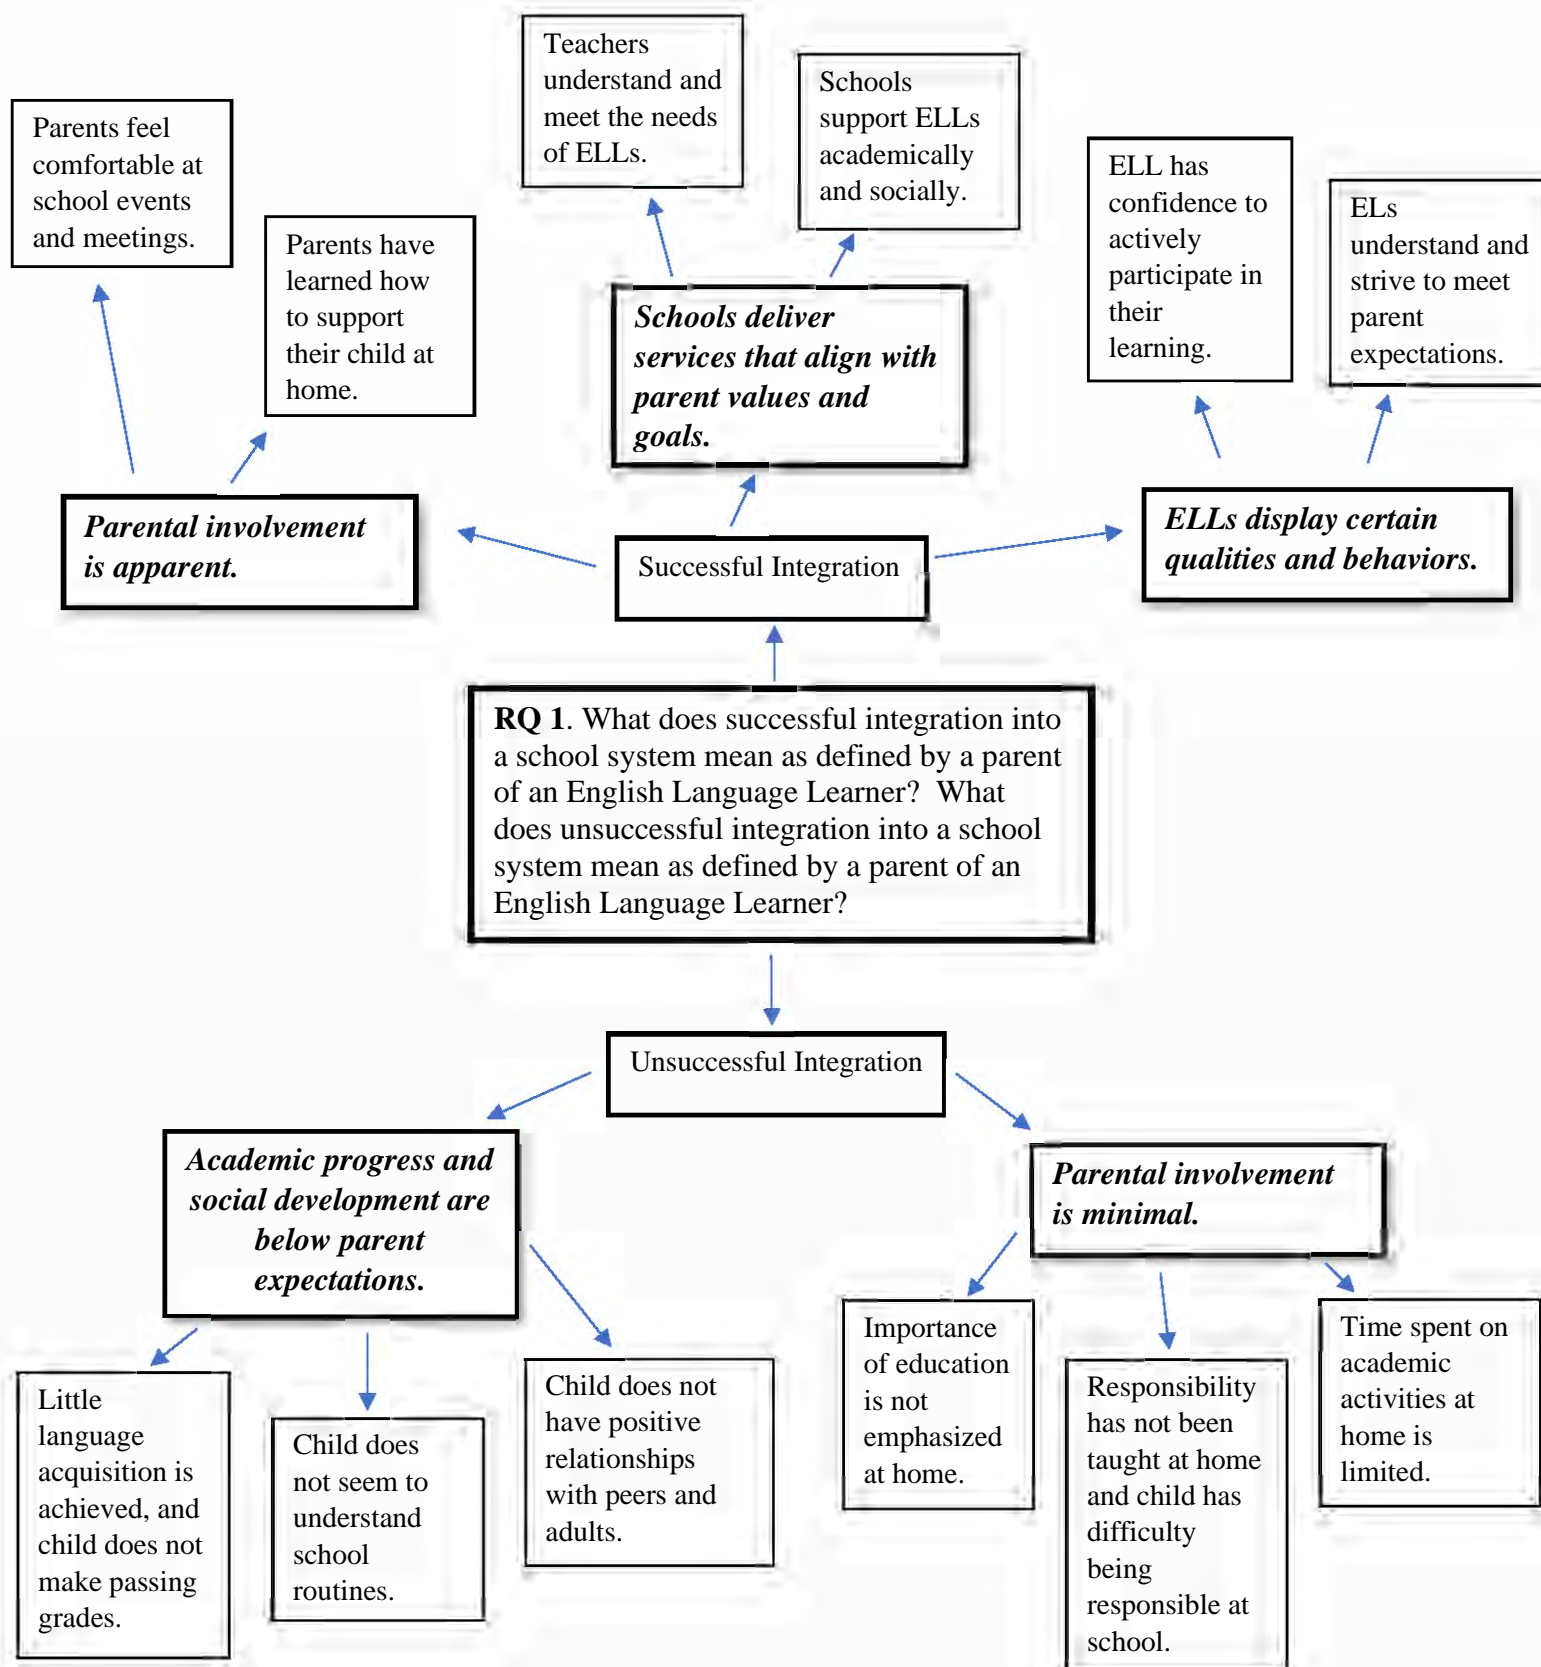 Teachers
understand and
meet the needs
of ELLs.
Schools
support ELLs
academically
and socially.
Parents feel
comfortable at
school events
and meetings.
Parents have
learned how
to support
their child at
home.
ELL has
confidence to
actively
participate in
their
learning.
ELs
understand and
strive to meet
parent
expectations.
Schools deliver
services that align with
parent values and
goals.
Parental involvement
is apparent.
Successful Integration
ELLs display certain
qualities and behaviors.
RQ 1. What does successful integration into
a school system mean as defined by a parent
of an English Language Learner?  What
does unsuccessful integration into a school
system mean as defined by a parent of an
English Language Learner?
Unsuccessful Integration
Academic progress and
social development are
below parent
expectations.
Parental involvement
is minimal.
Little
language
acquisition is
achieved, and
child does not
make passing
grades.
Child does
not seem to
understand
school
routines.
Child does not
have positive
relationships
with peers and
adults.
Importance
of education
is not
emphasized
at home.
Responsibility
has not been
taught at home
and child has
difficulty
being
responsible at
school.
Time spent on
academic
activities at
home is
limited.